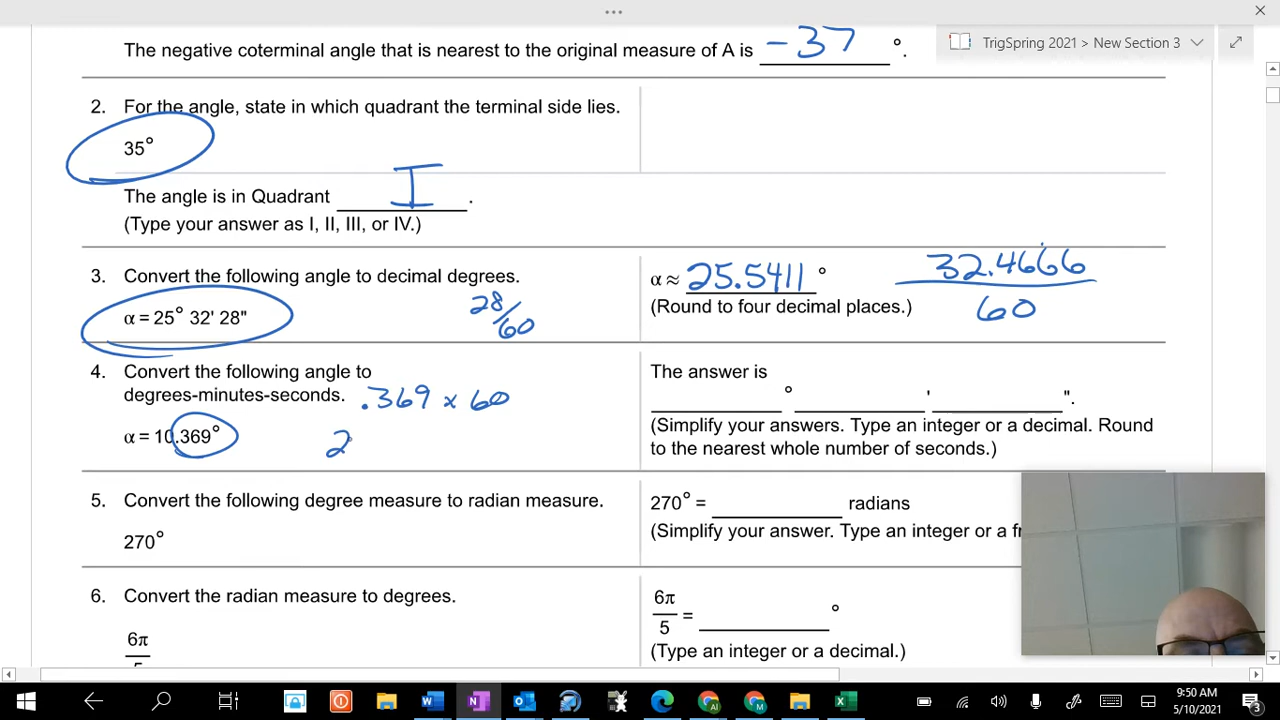 TrigSpring 2021 > New Section 3
The negative coterminal angle that is nearest to the original measure of A is -37 °.
2. For the angle, state in which quadrant the terminal side lies.
35°
The angle is in Quadrant I.
(Type your answer as I, II, III, or IV.)
3. Convert the following angle to decimal degrees.
α = 25° 32' 28"
28/60
α ≈ 25.5411 °
(Round to four decimal places.)
32.4666
60
4. Convert the following angle to
degrees-minutes-seconds.
.369 x 60
α = 10.369°
2
The answer is
° ' ".
(Simplify your answers. Type an integer or a decimal. Round
to the nearest whole number of seconds.)
5. Convert the following degree measure to radian measure.
270°
270° = radians
(Simplify your answer. Type an integer or a
6. Convert the radian measure to degrees.
6π
5
6π
5
= °
(Type an integer or a decimal.)
9:50 AM
5/10/2021